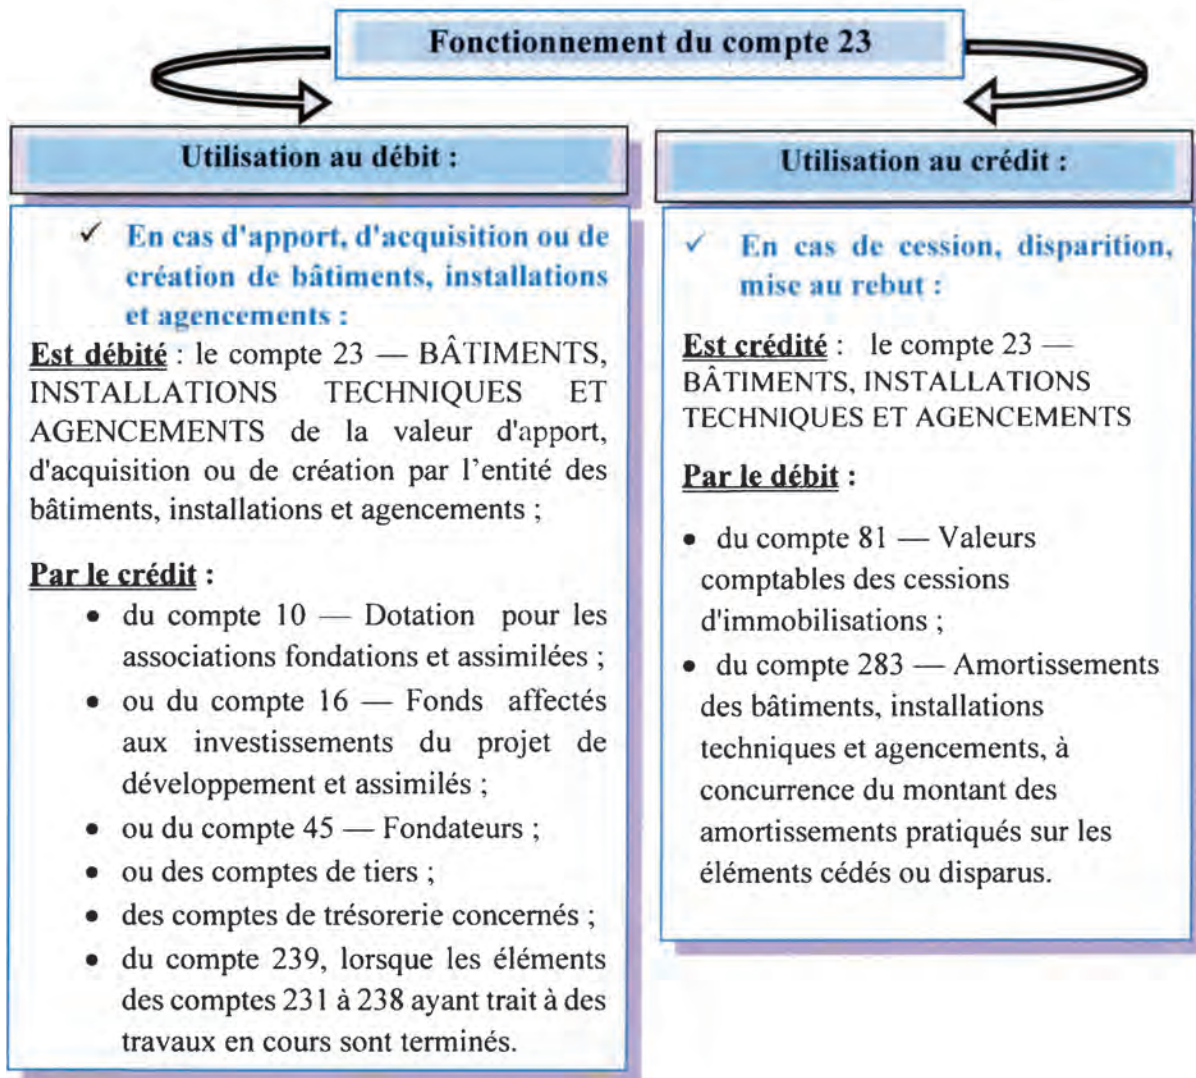 Fonctionnement du compte 23
Utilisation au débit :
✓ En cas d'apport, d'acquisition ou de
création de bâtiments, installations
et agencements :
Est débité : le compte 23 — BÂTIMENTS,
INSTALLATIONS TECHNIQUES ET
AGENCEMENTS de la valeur d'apport,
d'acquisition ou de création par l'entité des
bâtiments, installations et agencements ;
Par le crédit :
• du compte 10 — Dotation pour les
associations fondations et assimilées ;
• ou du compte 16 — Fonds affectés
aux investissements du projet de
développement et assimilés ;
• ou du compte 45 — Fondateurs ;
• ou des comptes de tiers ;
• des comptes de trésorerie concernés ;
• du compte 239, lorsque les éléments
des comptes 231 à 238 ayant trait à des
travaux en cours sont terminés.
Utilisation au crédit :
✓ En cas de cession, disparition,
mise au rebut :
Est crédité : le compte 23 —
BÂTIMENTS, INSTALLATIONS
TECHNIQUES ET AGENCEMENTS
Par le débit :
• du compte 81 — Valeurs
comptables des cessions
d'immobilisations ;
• du compte 283 — Amortissements
des bâtiments, installations
techniques et agencements, à
concurrence du montant des
amortissements pratiqués sur les
éléments cédés ou disparus.